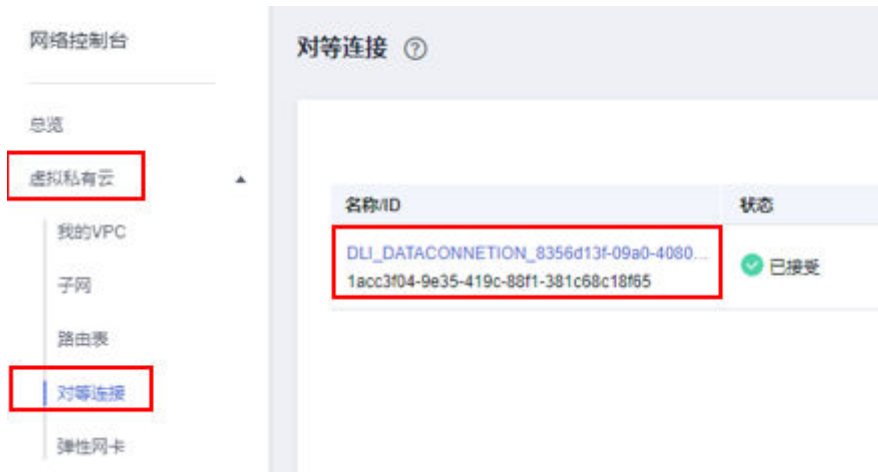 网络控制台
总览
虚拟私有云
我的VPC
子网
路由表
对等连接
弹性网卡
对等连接
名称/ID
状态
DLI_DATACONNETION_8356d13f-09a0-4080...
1acc3f04-9e35-419c-88f1-381c68c18f65
已接受